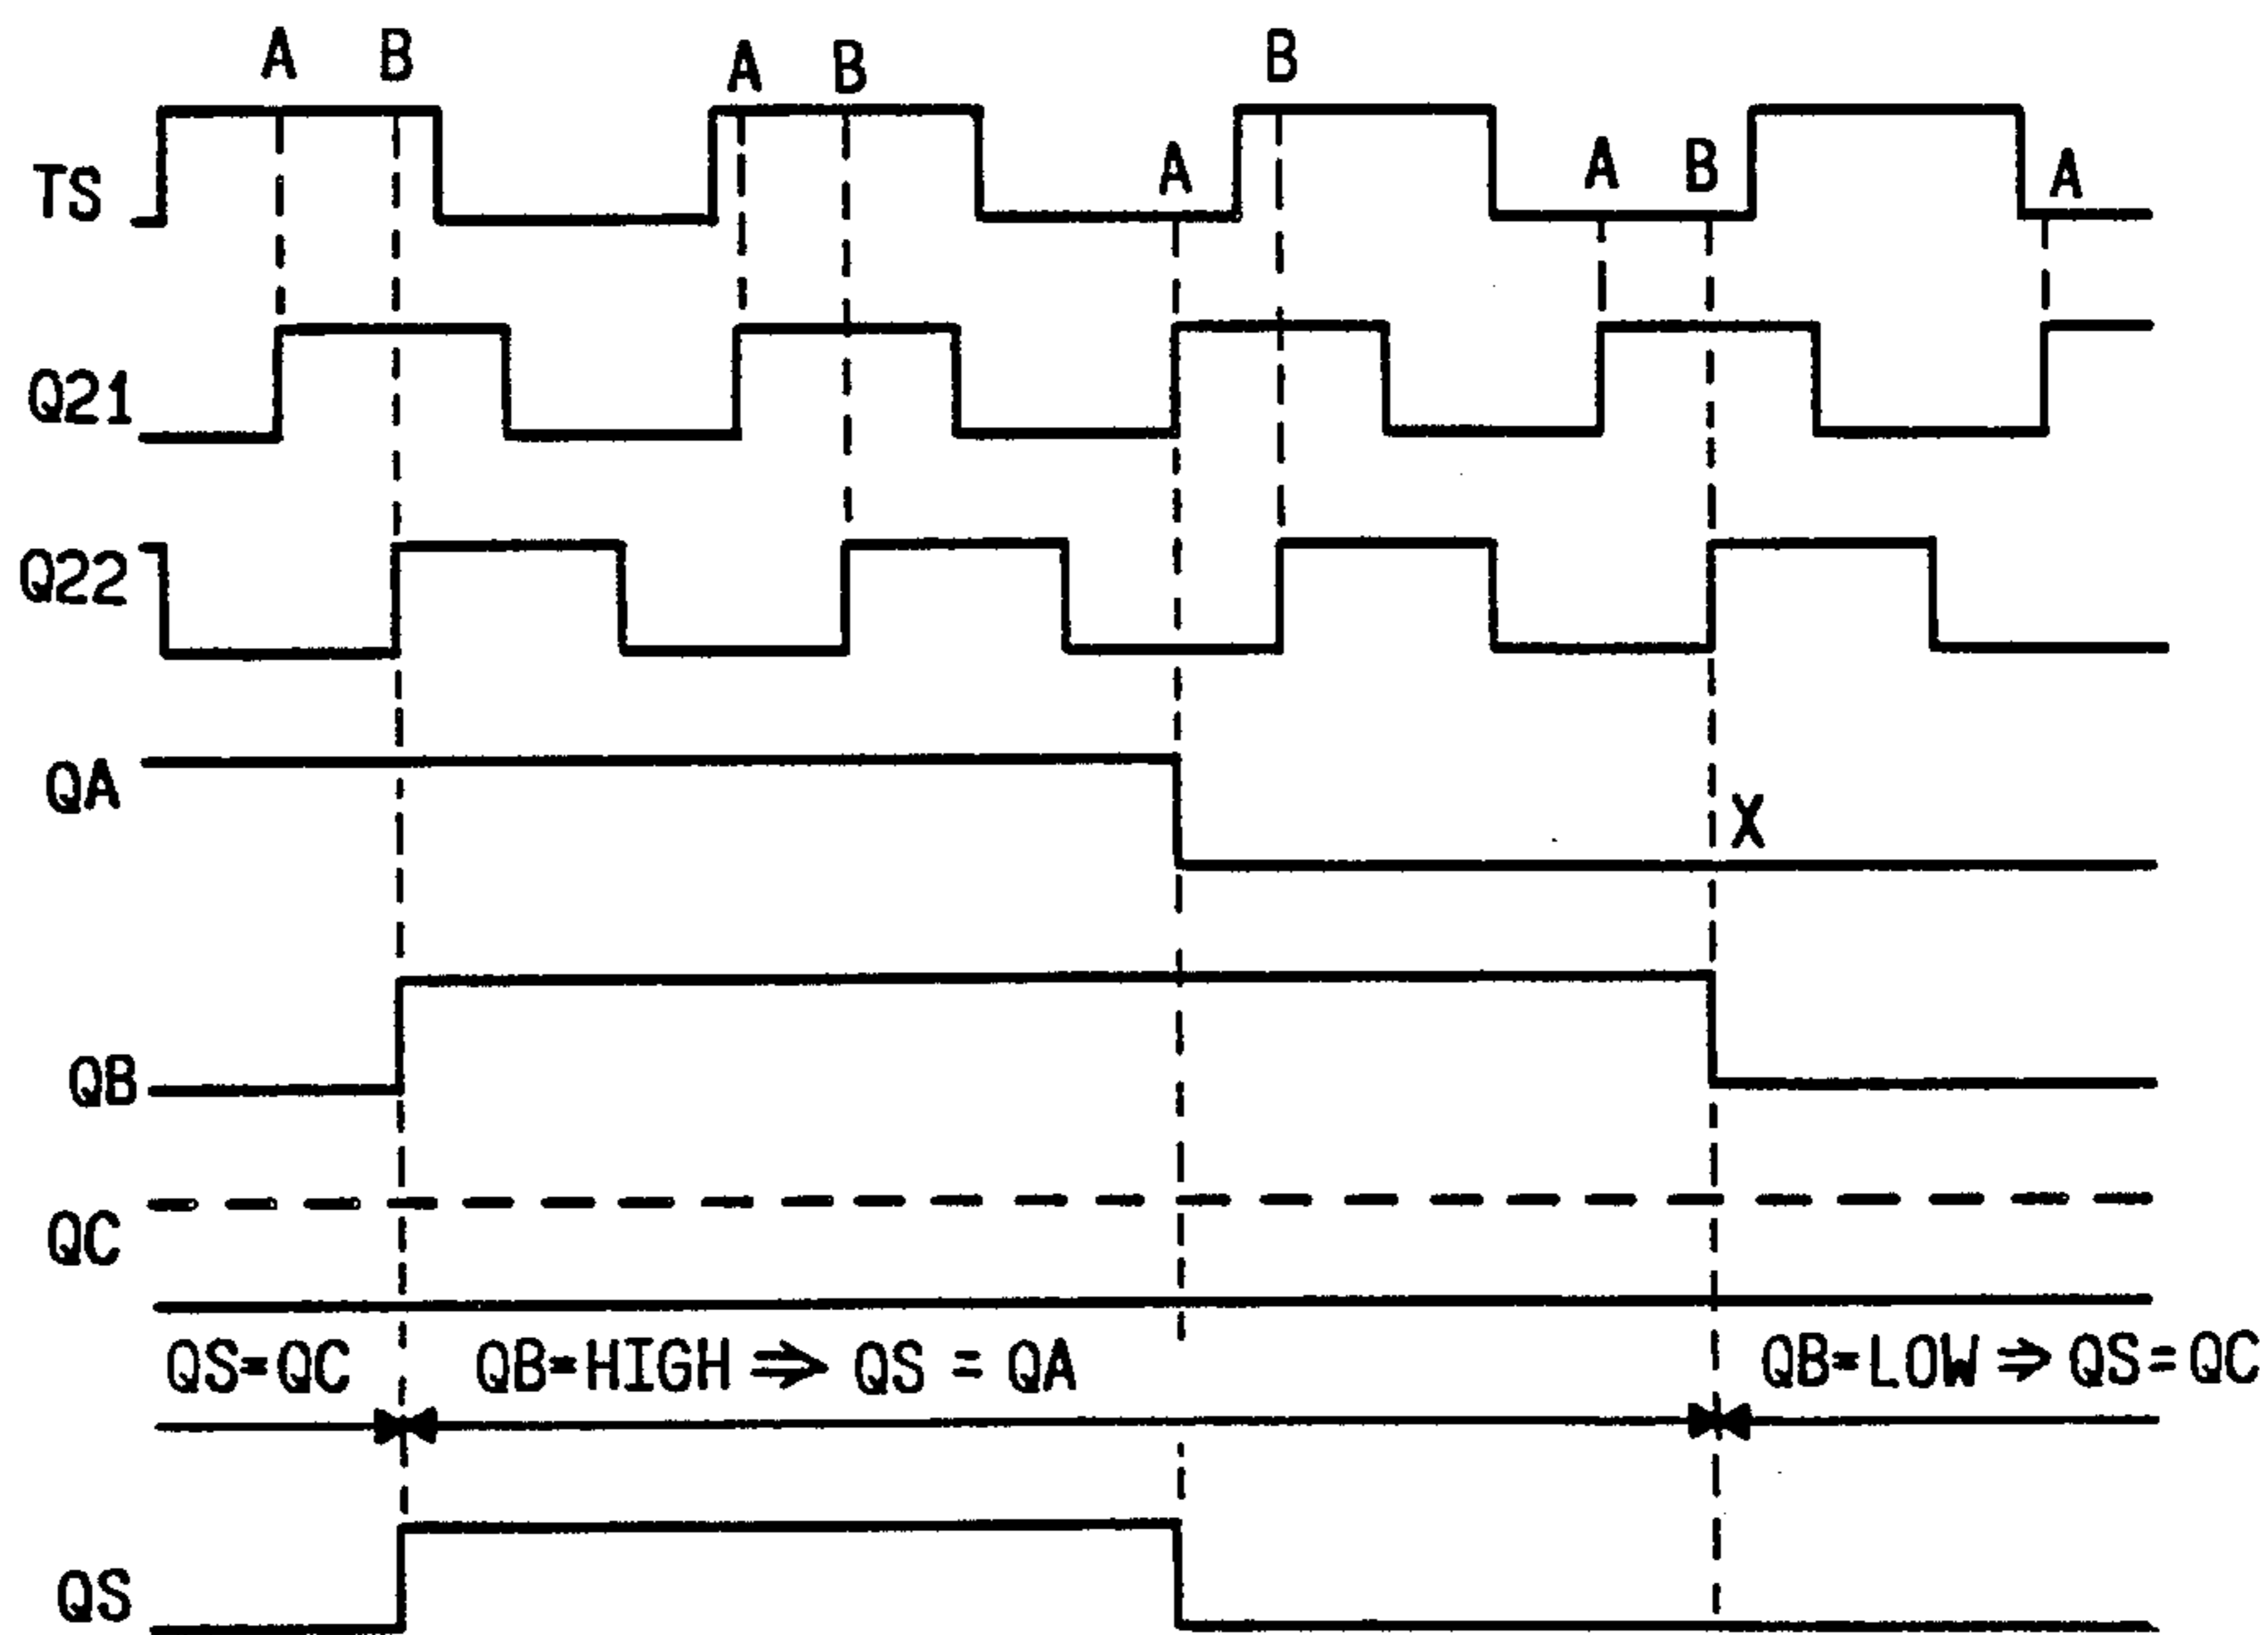 A B A B B
A A B A
TS
Q21
Q22
QA
X
QB
QC
QS=QC QB=HIGH ⇒ QS = QA QB=LOW ⇒ QS=QC
QS